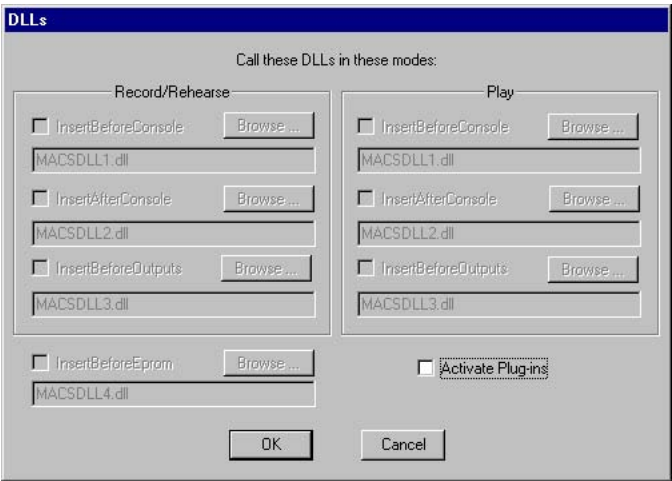 DLLs
Call these DLLs in these modes:
Record/Rehearse
InsertBeforeConsole Browse ...
MACSDLL1.dll
InsertAfterConsole Browse ...
MACSDLL2.dll
InsertBeforeOutputs Browse ...
MACSDLL3.dll
Play
InsertBeforeConsole Browse ...
MACSDLL1.dll
InsertAfterConsole Browse ...
MACSDLL2.dll
InsertBeforeOutputs Browse ...
MACSDLL3.dll
InsertBeforeEprom Browse ...
MACSDLL4.dll
Activate Plug-ins
OK Cancel